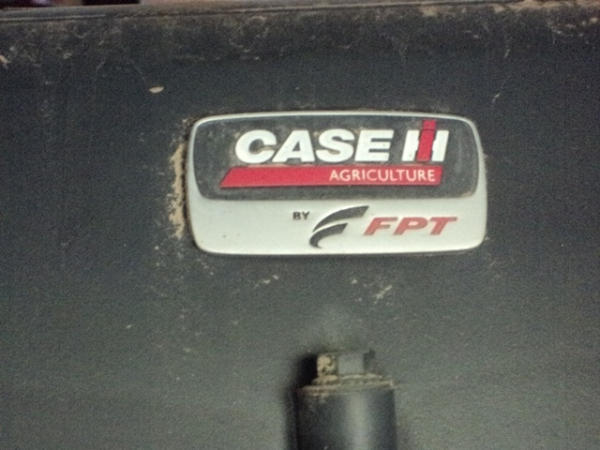 CASE IH
AGRICULTURE
BY FPT